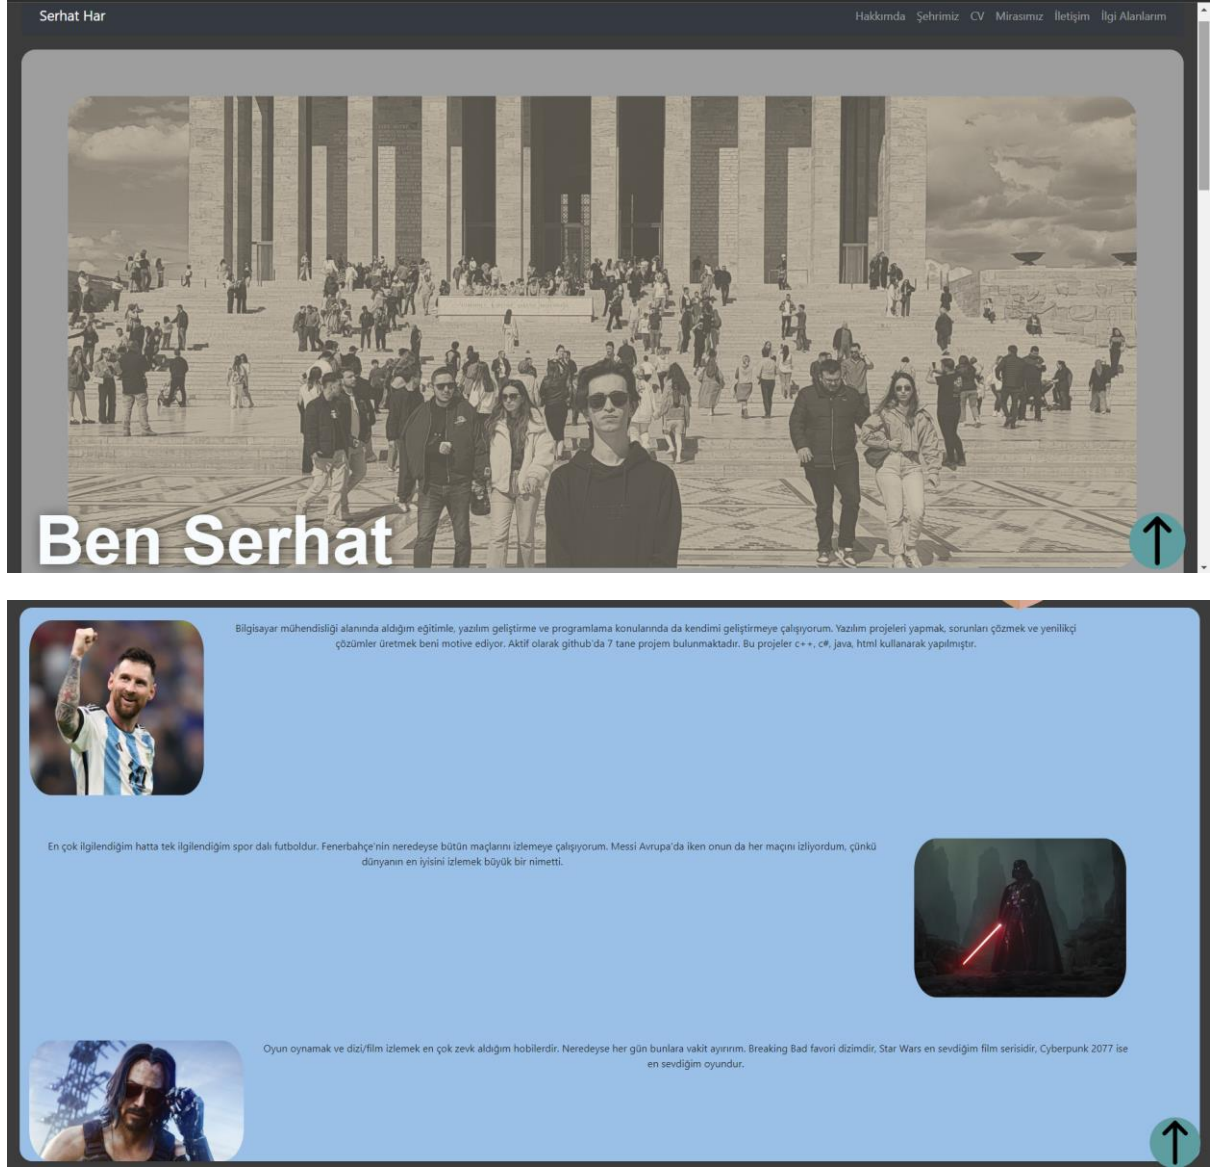 Serhat Har
Hakkımda Şehrimiz CV Mirasımız İletişim İlgi Alanlarım
Ben Serhat
Bilgisayar mühendisliği alanında aldığım eğitimle, yazılım geliştirme ve programlama konularında da kendimi geliştirmeye çalışıyorum. Yazılım projeleri yapmak, sorunları çözmek ve yenilikçi
çözümler üretmek beni motive ediyor. Aktif olarak github'da 7 tane projem bulunmaktadır. Bu projeler c++, c#, java, html kullanarak yapılmıştır.
En çok ilgilendiğim hatta tek ilgilendiğim spor dalı futboldur. Fenerbahçe'nin neredeyse bütün maçlarını izlemeye çalışıyorum. Messi Avrupa'da iken onun da her maçını izliyordum, çünkü
dünyanın en iyisini izlemek büyük bir nimetti.
Oyun oynamak ve dizi/film izlemek en çok zevk aldığım hobilerdir. Neredeyse her gün bunlara vakit ayırırım. Breaking Bad favori dizimdir, Star Wars en sevdiğim film serisidir, Cyberpunk 2077 ise
en sevdiğim oyundur.